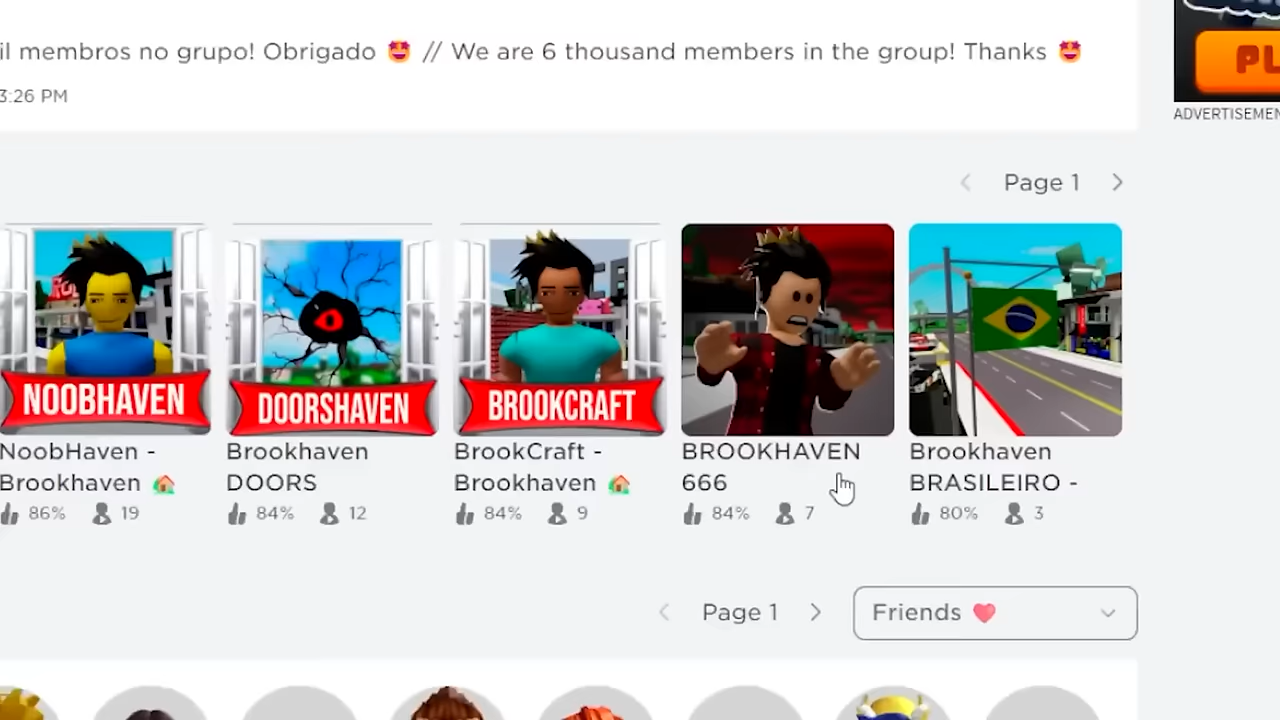 il membros no grupo! Obrigado 🤩 // We are 6 thousand members in the group! Thanks 🤩
3:26 PM
PL
ADVERTISEMEN
Page 1
NOOBHAVEN
DOORSHAVEN
BROOKCRAFT
NoobHaven -
Brookhaven 🏠
86% 19
Brookhaven
DOORS
84% 12
BrookCraft -
Brookhaven 🏠
84% 9
BROOKHAVEN
666
84% 7
Brookhaven
BRASILEIRO -
80% 3
Page 1
Friends ❤️